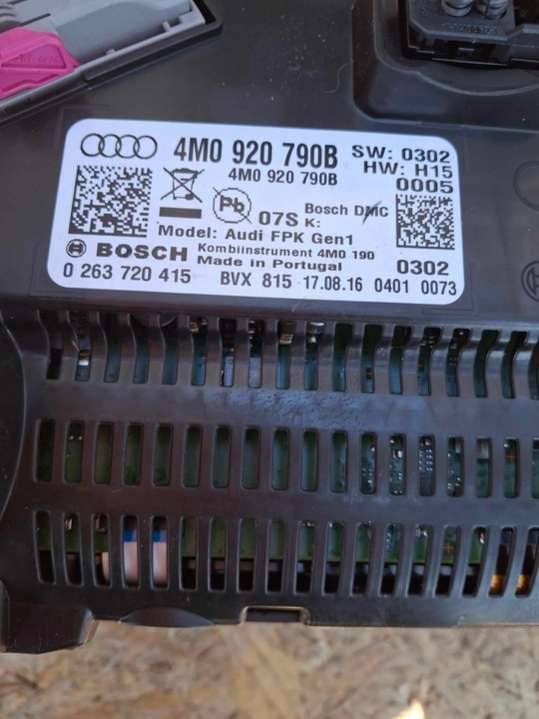 4M0 920 790B SW: 0302
4M0 920 790B HW: H15
0005
Pb 07S K: Bosch DMC
Model: Audi FPK Gen1
BOSCH Kombiinstrument 4M0 190
Made in Portugal 0302
0 263 720 415 BVX 815 17.08.16 0401 0073